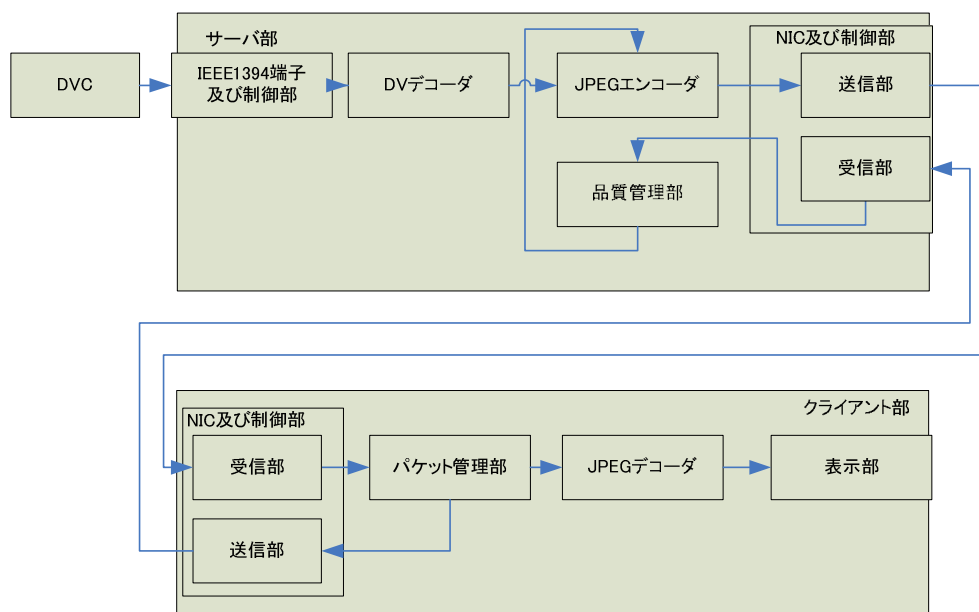 サーバ部
NIC及び制御部
DVC
IEEE1394端子
及び制御部
DVデコーダ
JPEGエンコーダ
送信部
受信部
品質管理部
クライアント部
NIC及び制御部
受信部
パケット管理部
JPEGデコーダ
表示部
送信部